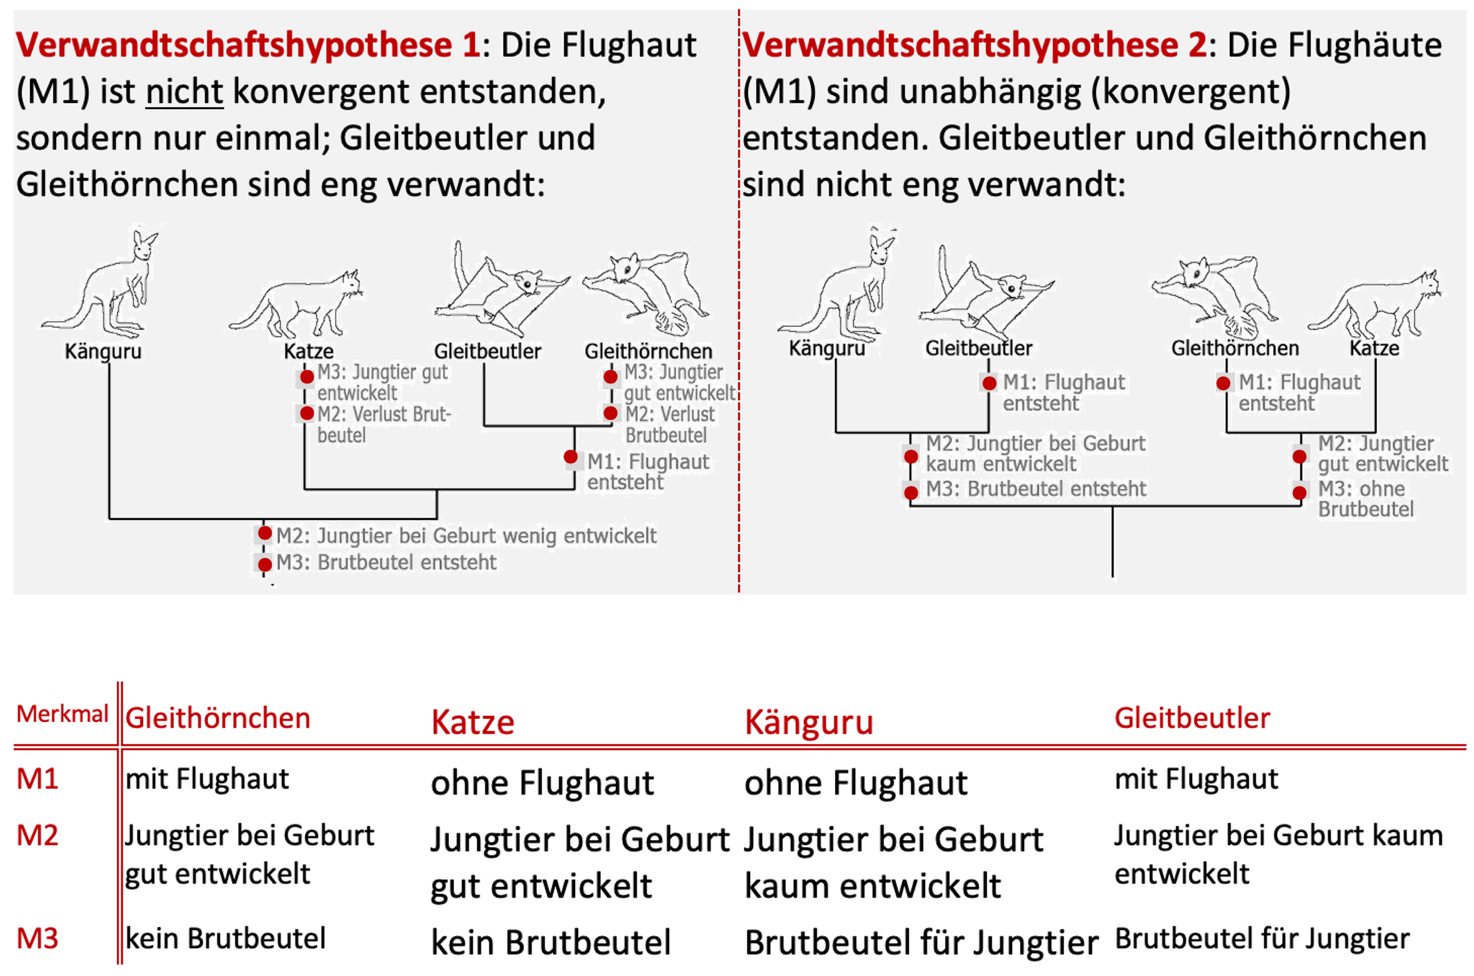 Verwandtschaftshypothese 1: Die Flughaut
(M1) ist nicht konvergent entstanden,
sondern nur einmal; Gleitbeutler und
Gleithörnchen sind eng verwandt:
Känguru
Katze
Gleitbeutler
Gleithörnchen
M3: Jungtier gut
entwickelt
M2: Verlust Brut-
beutel
M3: Jungtier
gut entwickelt
M2: Verlust
Brutbeutel
M1: Flughaut
entsteht
M2: Jungtier bei Geburt wenig entwickelt
M3: Brutbeutel entsteht
Verwandtschaftshypothese 2: Die Flughäute
(M1) sind unabhängig (konvergent)
entstanden. Gleitbeutler und Gleithörnchen
sind nicht eng verwandt:
Känguru
Gleitbeutler
Gleithörnchen
Katze
M1: Flughaut
entsteht
M1: Flughaut
entsteht
M2: Jungtier bei Geburt
kaum entwickelt
M3: Brutbeutel entsteht
M2: Jungtier
gut entwickelt
M3: ohne
Brutbeutel
Merkmal Gleithörnchen Katze Känguru Gleitbeutler
M1 mit Flughaut ohne Flughaut ohne Flughaut mit Flughaut
M2 Jungtier bei Geburt Jungtier bei Geburt Jungtier bei Geburt Jungtier bei Geburt kaum
gut entwickelt gut entwickelt kaum entwickelt entwickelt
M3 kein Brutbeutel kein Brutbeutel Brutbeutel für Jungtier Brutbeutel für Jungtier